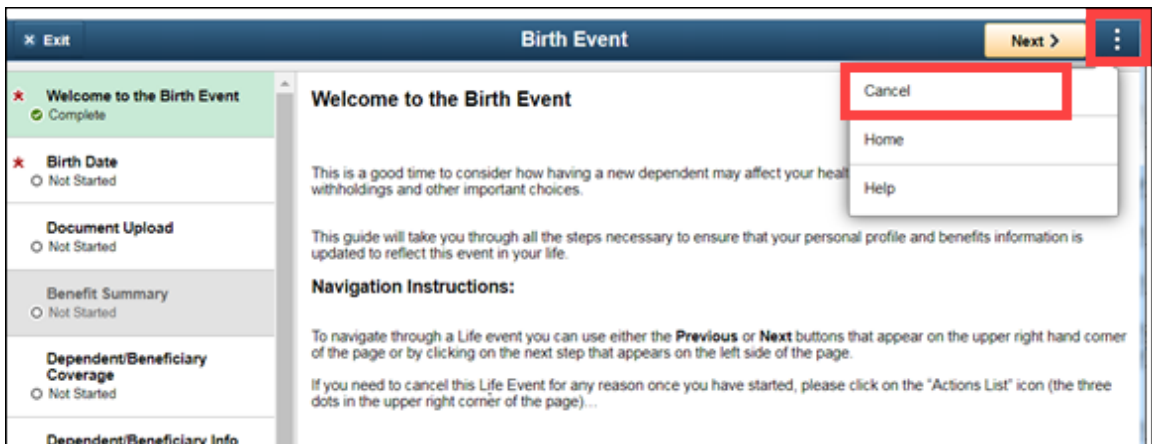 × Exit
Birth Event
Next >
Cancel
Home
Help
* Welcome to the Birth Event
Complete
* Birth Date
Not Started
Document Upload
Not Started
Benefit Summary
Not Started
Dependent/Beneficiary
Coverage
Not Started
Dependent/Beneficiary Info
Welcome to the Birth Event
This is a good time to consider how having a new dependent may affect your
withholdings and other important choices.
This guide will take you through all the steps necessary to ensure that your personal profile and benefits information is
updated to reflect this event in your life.
Navigation Instructions:
To navigate through a Life event you can use either the Previous or Next buttons that appear on the upper right hand corner
of the page or by clicking on the next step that appears on the left side of the page.
If you need to cancel this Life Event for any reason once you have started, please click on the "Actions List" icon (the three
dots in the upper right corner of the page)…